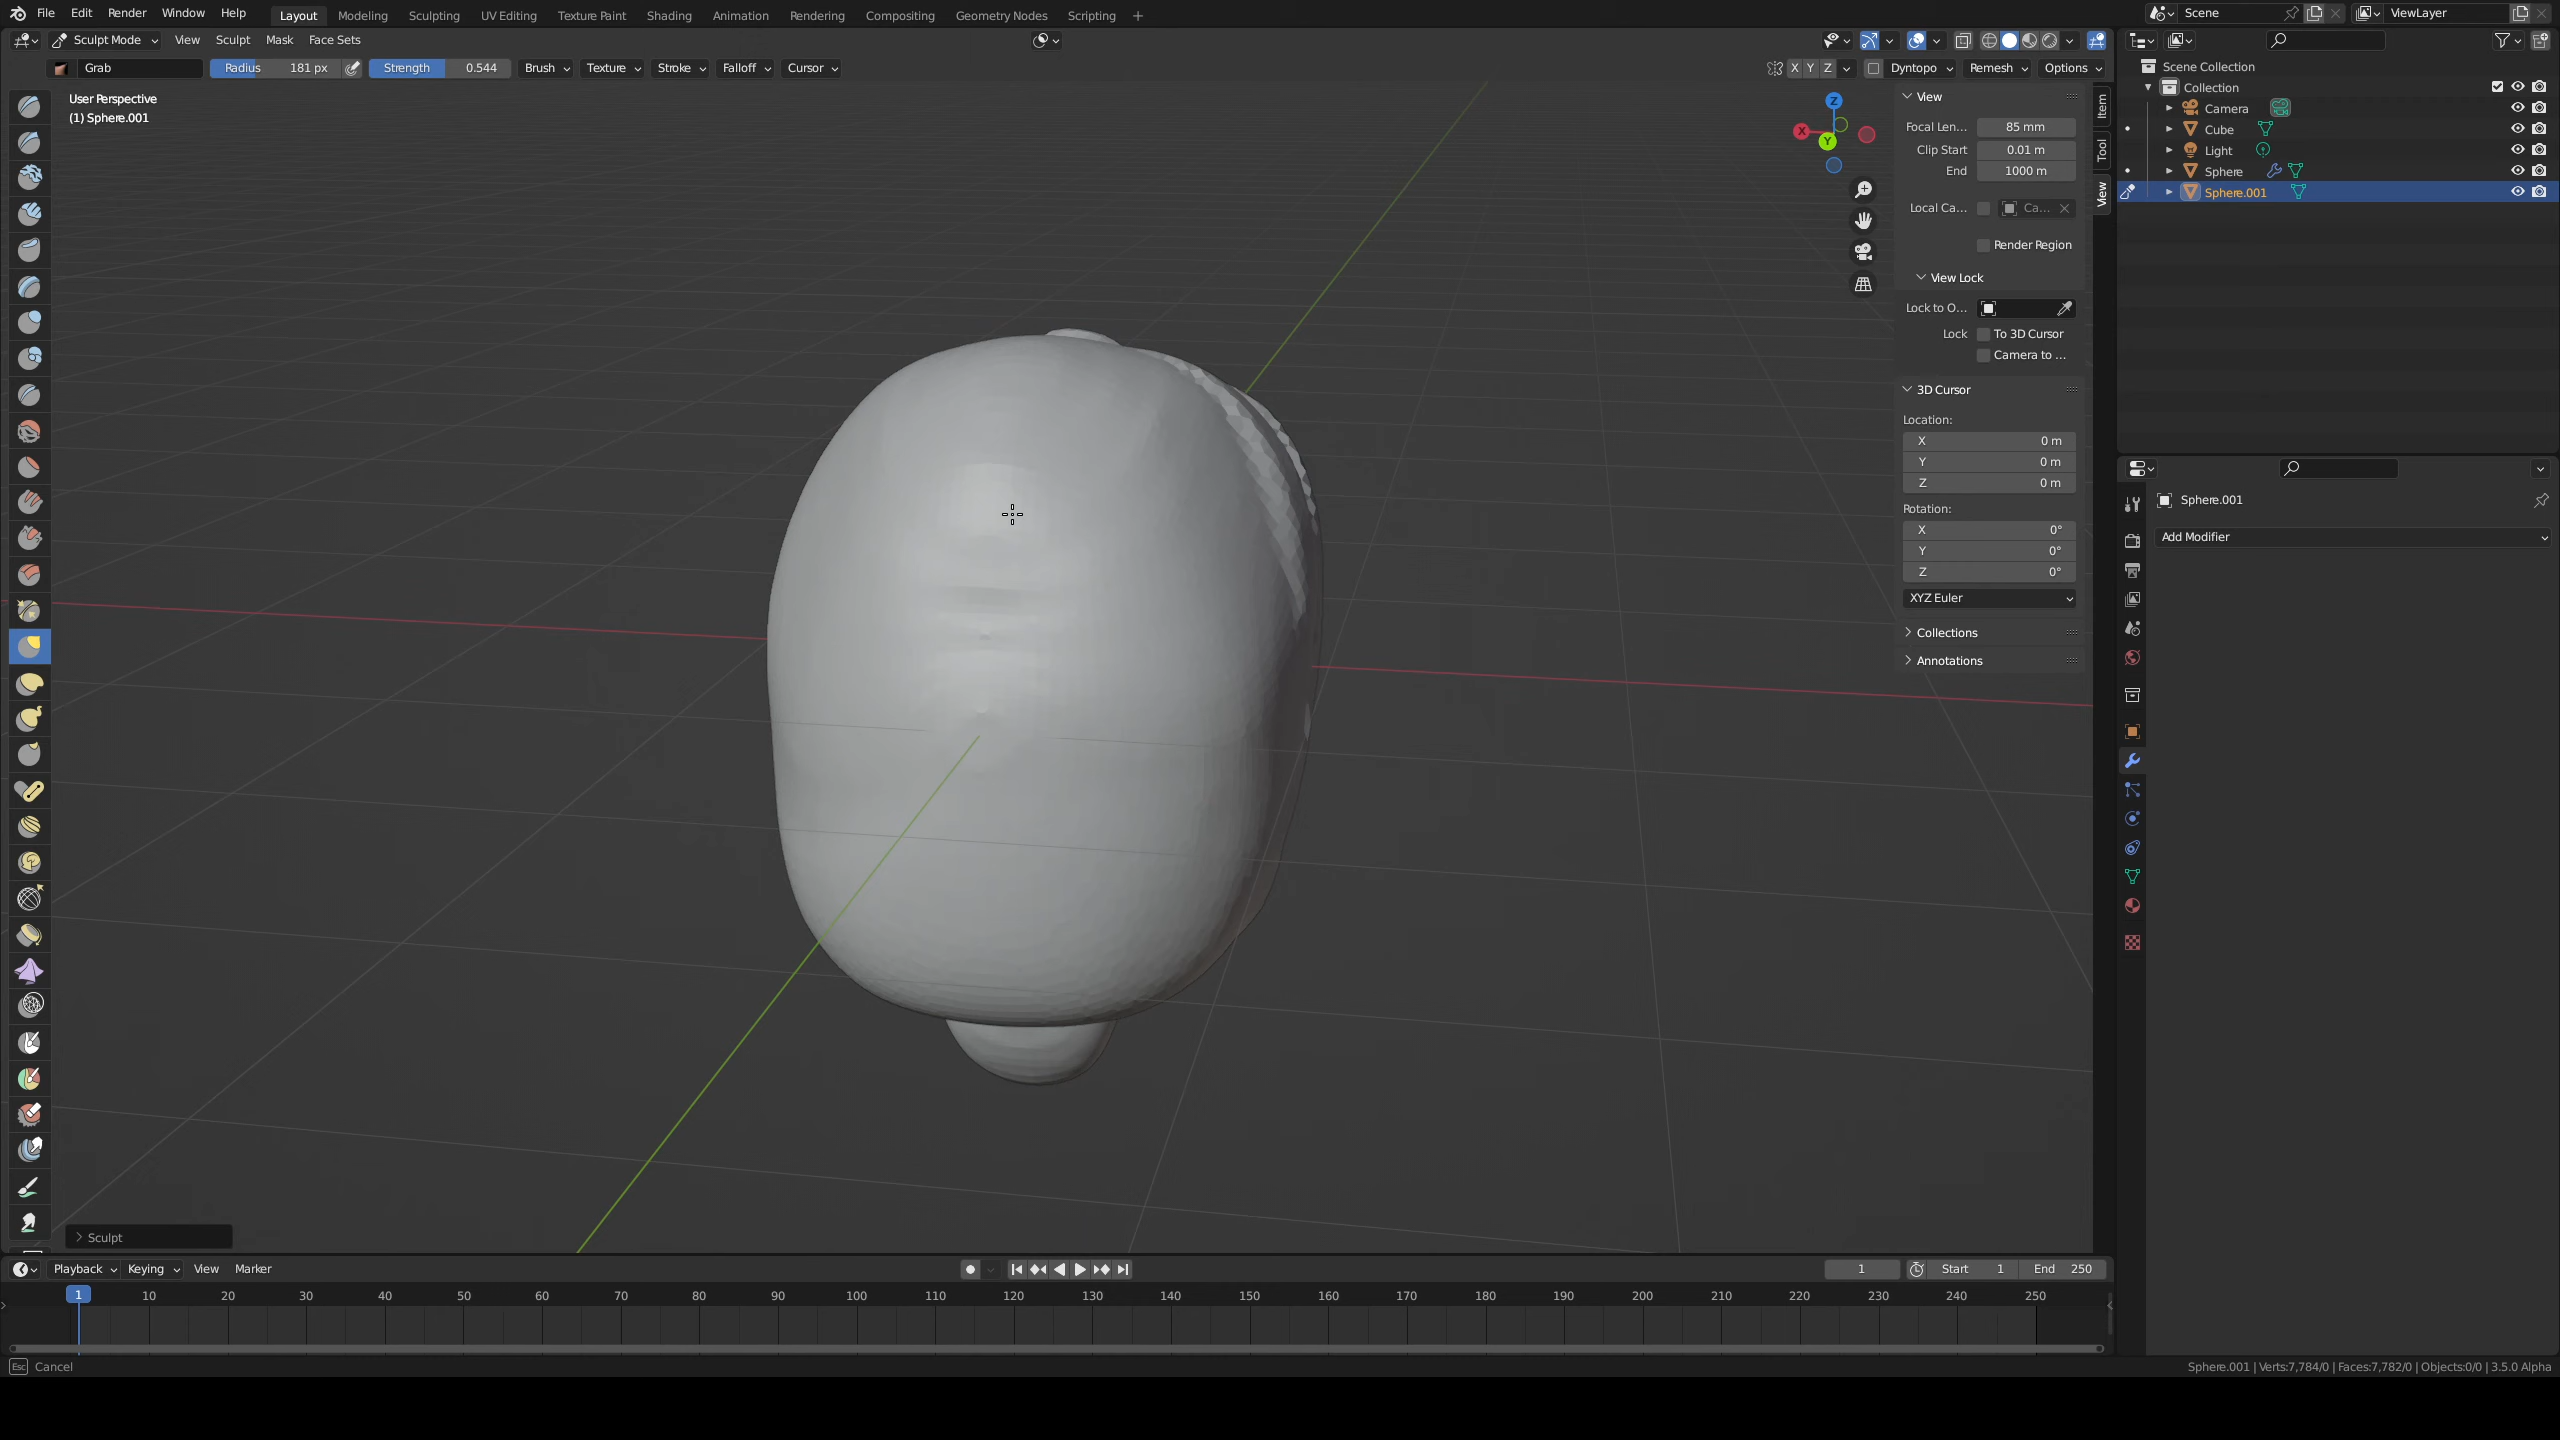 File Edit Render Window Help Layout Modeling Sculpting UV Editing Texture Paint Shading Animation Rendering Compositing Geometry Nodes Scripting + Scene ViewLayer
Sculpt Mode View Sculpt Mask Face Sets
Grab Radius 181 px Strength 0.544 Brush Texture Stroke Falloff Cursor X Y Z Dyntopo Remesh Options
User Perspective
(1) Sphere.001
Z
X
Y
View
Focal Len... 85 mm
Clip Start 0.01 m
End 1000 m
Local Ca... Ca...
Render Region
View Lock
Lock to O...
Lock To 3D Cursor
Camera to ...
3D Cursor
Location:
X 0 m
Y 0 m
Z 0 m
Rotation:
X 0°
Y 0°
Z 0°
XYZ Euler
Collections
Annotations
Item
Tool
View
Scene Collection
Collection
Camera
Cube
Light
Sphere
Sphere.001
Sphere.001
Add Modifier
Sculpt
Playback Keying View Marker 1 Start 1 End 250
1 10 20 30 40 50 60 70 80 90 100 110 120 130 140 150 160 170 180 190 200 210 220 230 240 250
Esc Cancel Sphere.001 | Verts:7,784/0 | Faces:7,782/0 | Objects:0/0 | 3.5.0 Alpha